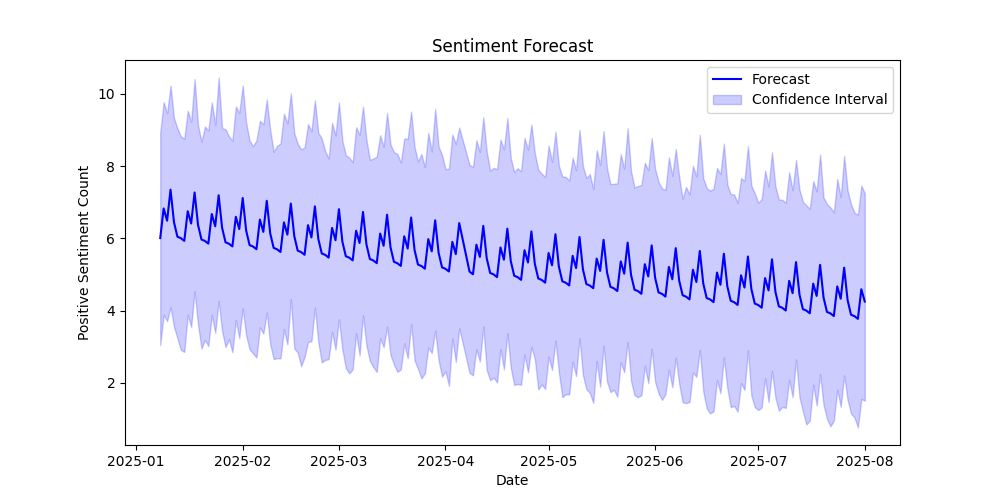 Sentiment Forecast
Forecast
Confidence Interval
Positive Sentiment Count
10
8
6
4
2
2025-01 2025-02 2025-03 2025-04 2025-05 2025-06 2025-07 2025-08
Date